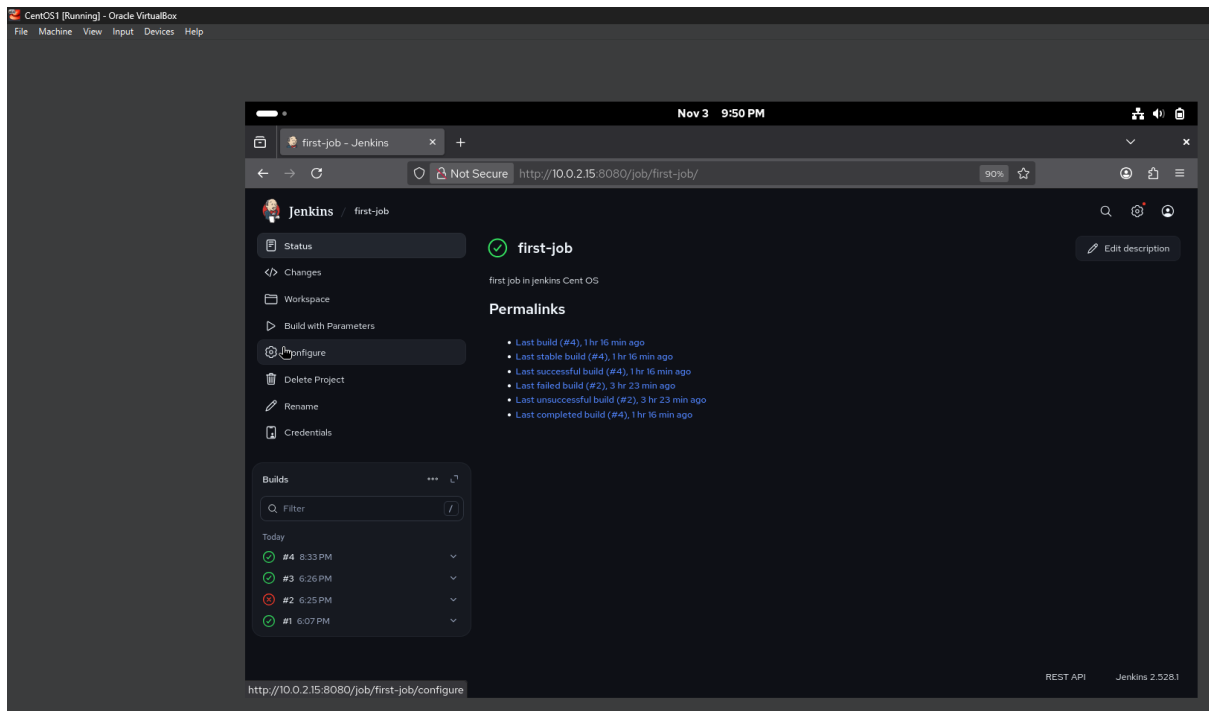 CentOS1 [Running] - Oracle VirtualBox
File Machine View Input Devices Help
Nov 3 9:50 PM
first-job - Jenkins
Not Secure http://10.0.2.15:8080/job/first-job/ 90%
Jenkins / first-job
Status
Changes
Workspace
Build with Parameters
onfigure
Delete Project
Rename
Credentials
first-job
Edit description
first job in jenkins Cent OS
Permalinks
Last build (#4), 1 hr 16 min ago
Last stable build (#4), 1 hr 16 min ago
Last successful build (#4), 1 hr 16 min ago
Last failed build (#2), 3 hr 23 min ago
Last unsuccessful build (#2), 3 hr 23 min ago
Last completed build (#4), 1 hr 16 min ago
Builds
Filter /
Today
#4 8:33 PM
#3 6:26 PM
#2 6:25 PM
#1 6:07 PM
REST API Jenkins 2.528.1
http://10.0.2.15:8080/job/first-job/configure